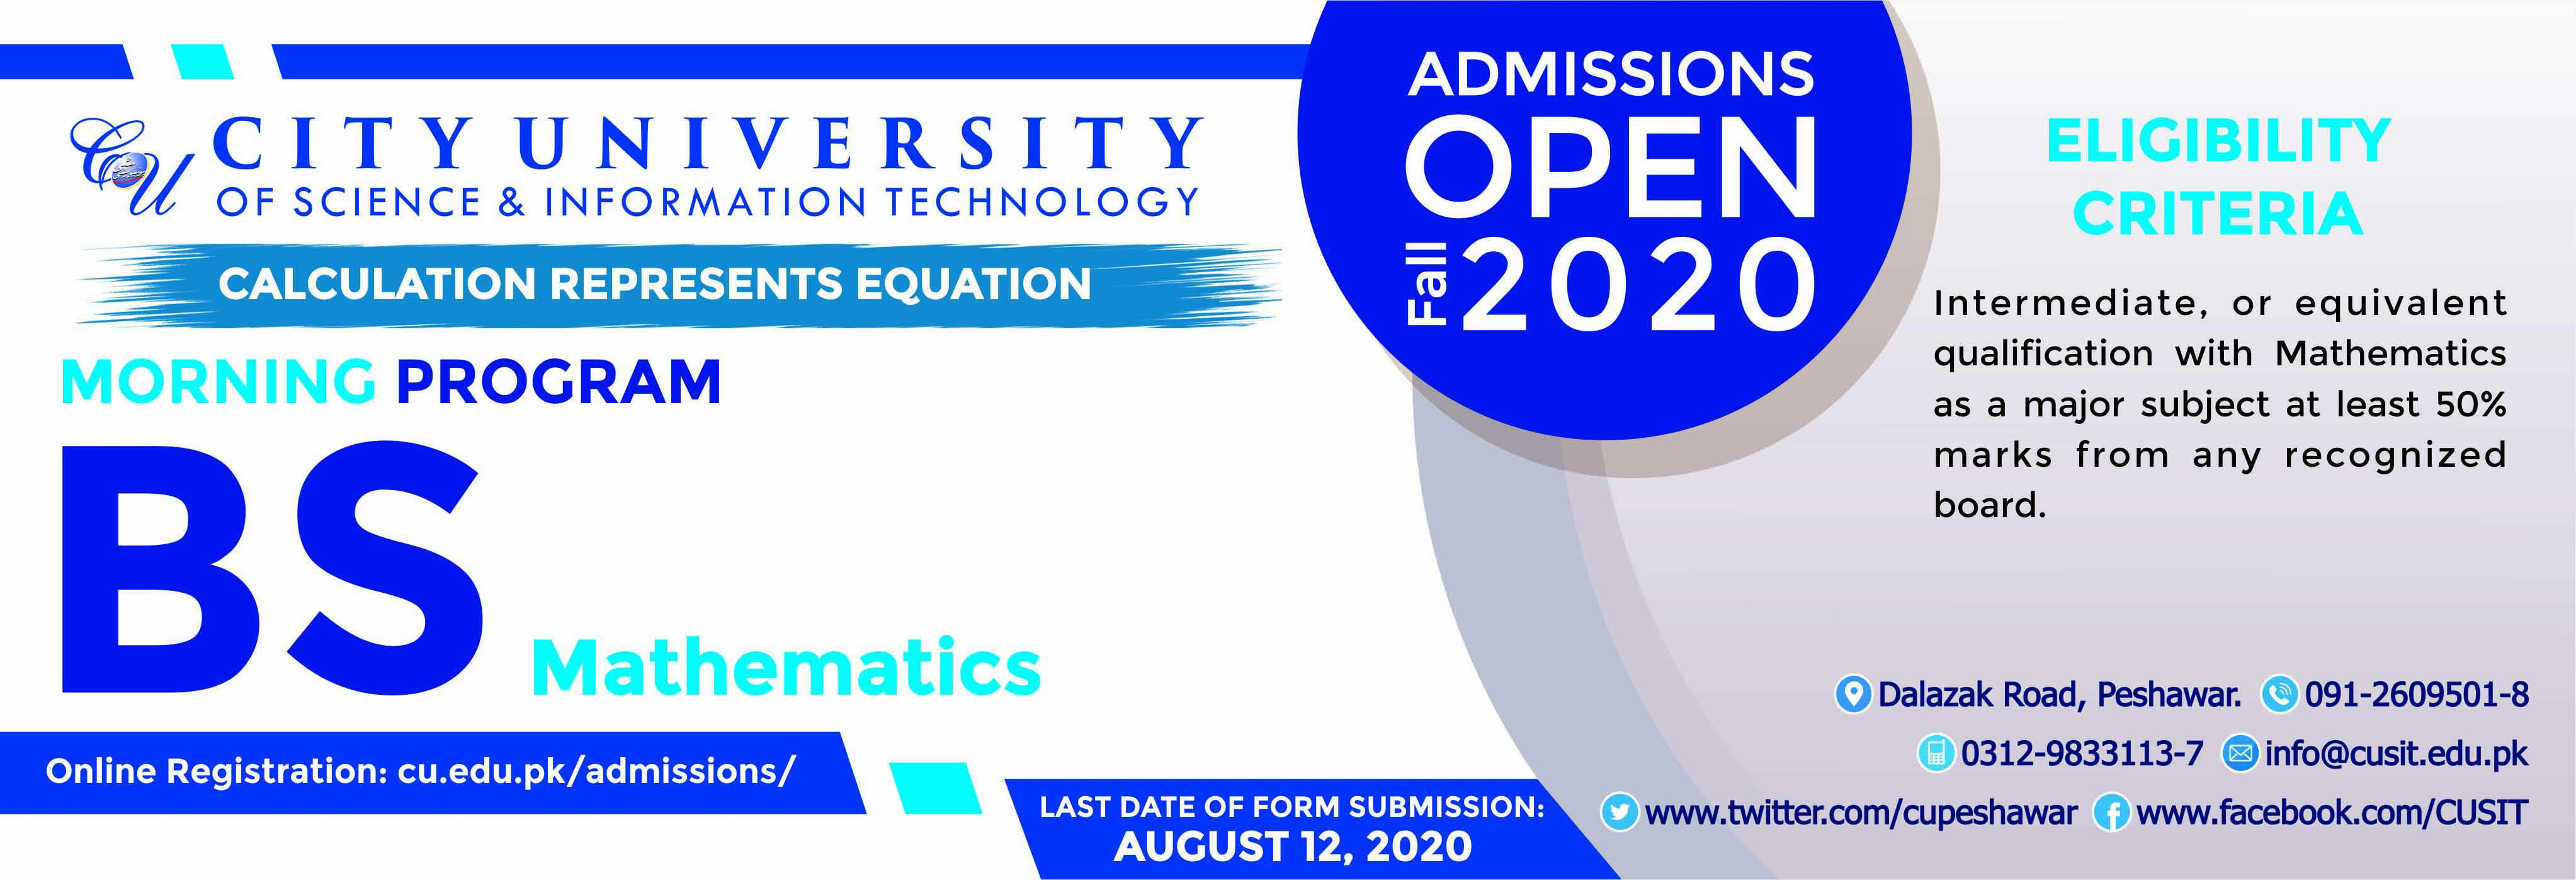 CU
CITY UNIVERSITY
OF SCIENCE & INFORMATION TECHNOLOGY
CALCULATION REPRESENTS EQUATION
MORNING PROGRAM
BS Mathematics
Online Registration: cu.edu.pk/admissions/
LAST DATE OF FORM SUBMISSION:
AUGUST 12, 2020
ADMISSIONS
OPEN
Fall 2020
ELIGIBILITY
CRITERIA
Intermediate, or equivalent
qualification with Mathematics
as a major subject at least 50%
marks from any recognized
board.
Dalazak Road, Peshawar. 091-2609501-8
0312-9833113-7 info@cusit.edu.pk
www.twitter.com/cupeshawar www.facebook.com/CUSIT